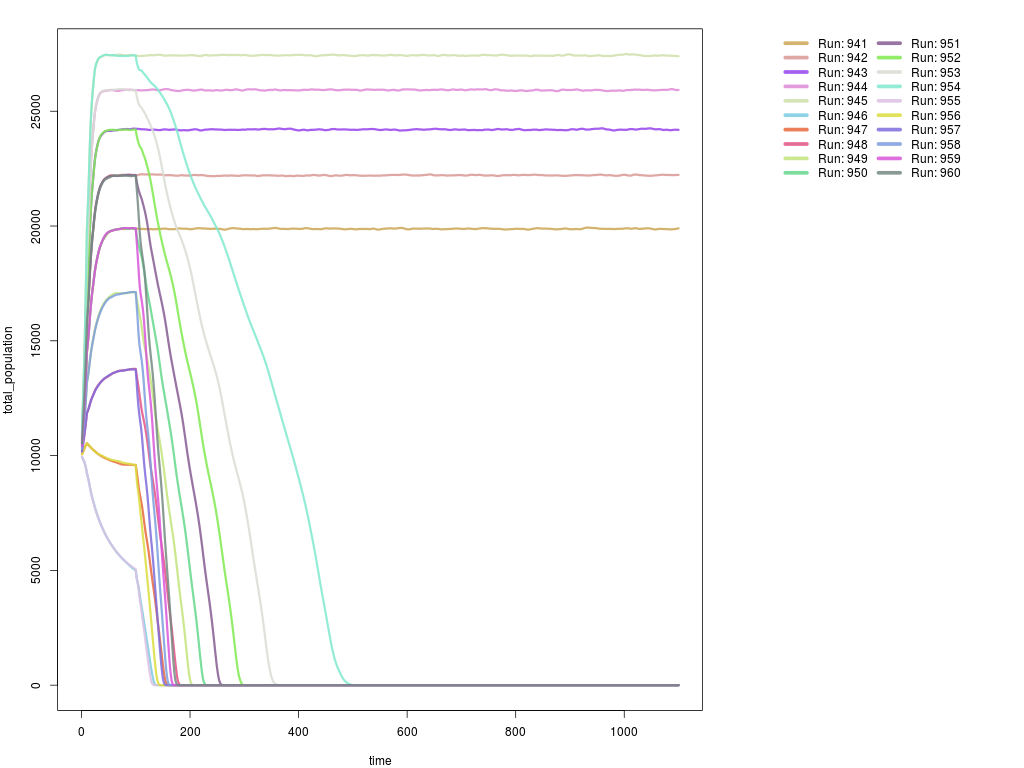 total_population
25000
20000
15000
10000
5000
0
0 200 400 600 800 1000
time
Run: 941 Run: 951
Run: 942 Run: 952
Run: 943 Run: 953
Run: 944 Run: 954
Run: 945 Run: 955
Run: 946 Run: 956
Run: 947 Run: 957
Run: 948 Run: 958
Run: 949 Run: 959
Run: 950 Run: 960